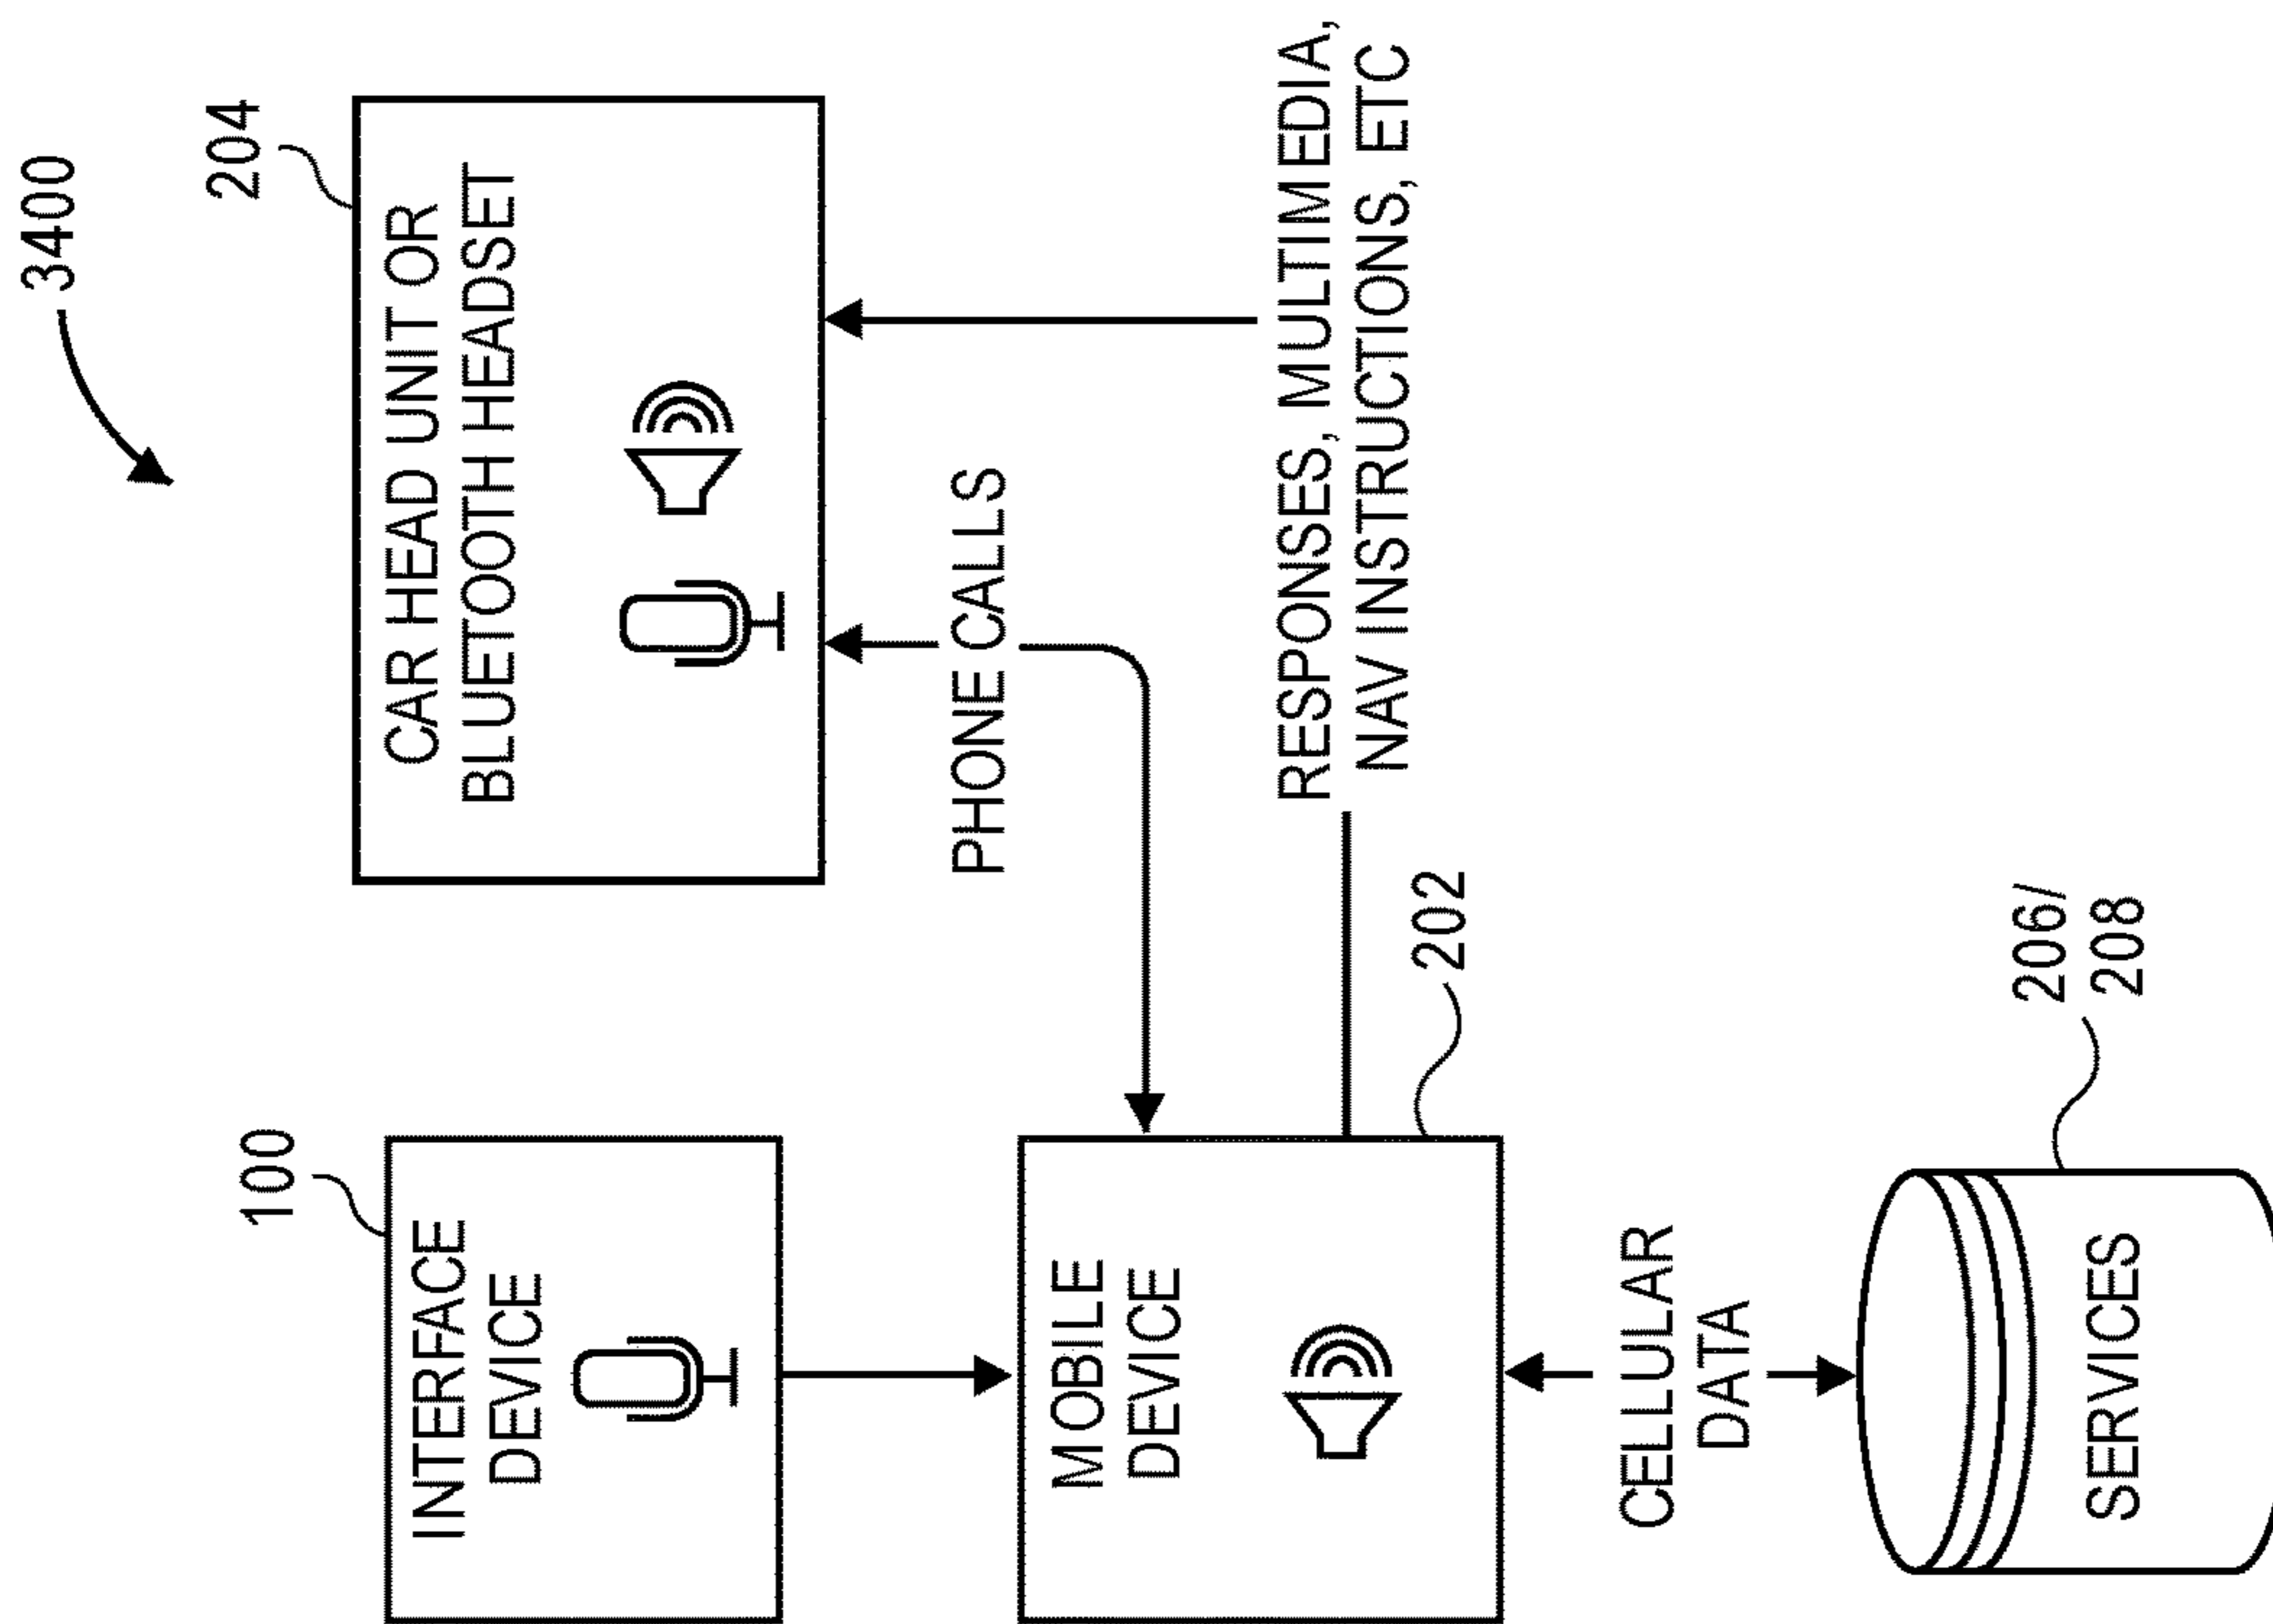 3400
100
INTERFACE
DEVICE
204
CAR HEAD UNIT OR
BLUETOOTH HEADSET
PHONE CALLS
MOBILE
DEVICE
202
RESPONSES, MULTIMEDIA,
NAV INSTRUCTIONS, ETC
CELLULAR
DATA
206/
208
SERVICES